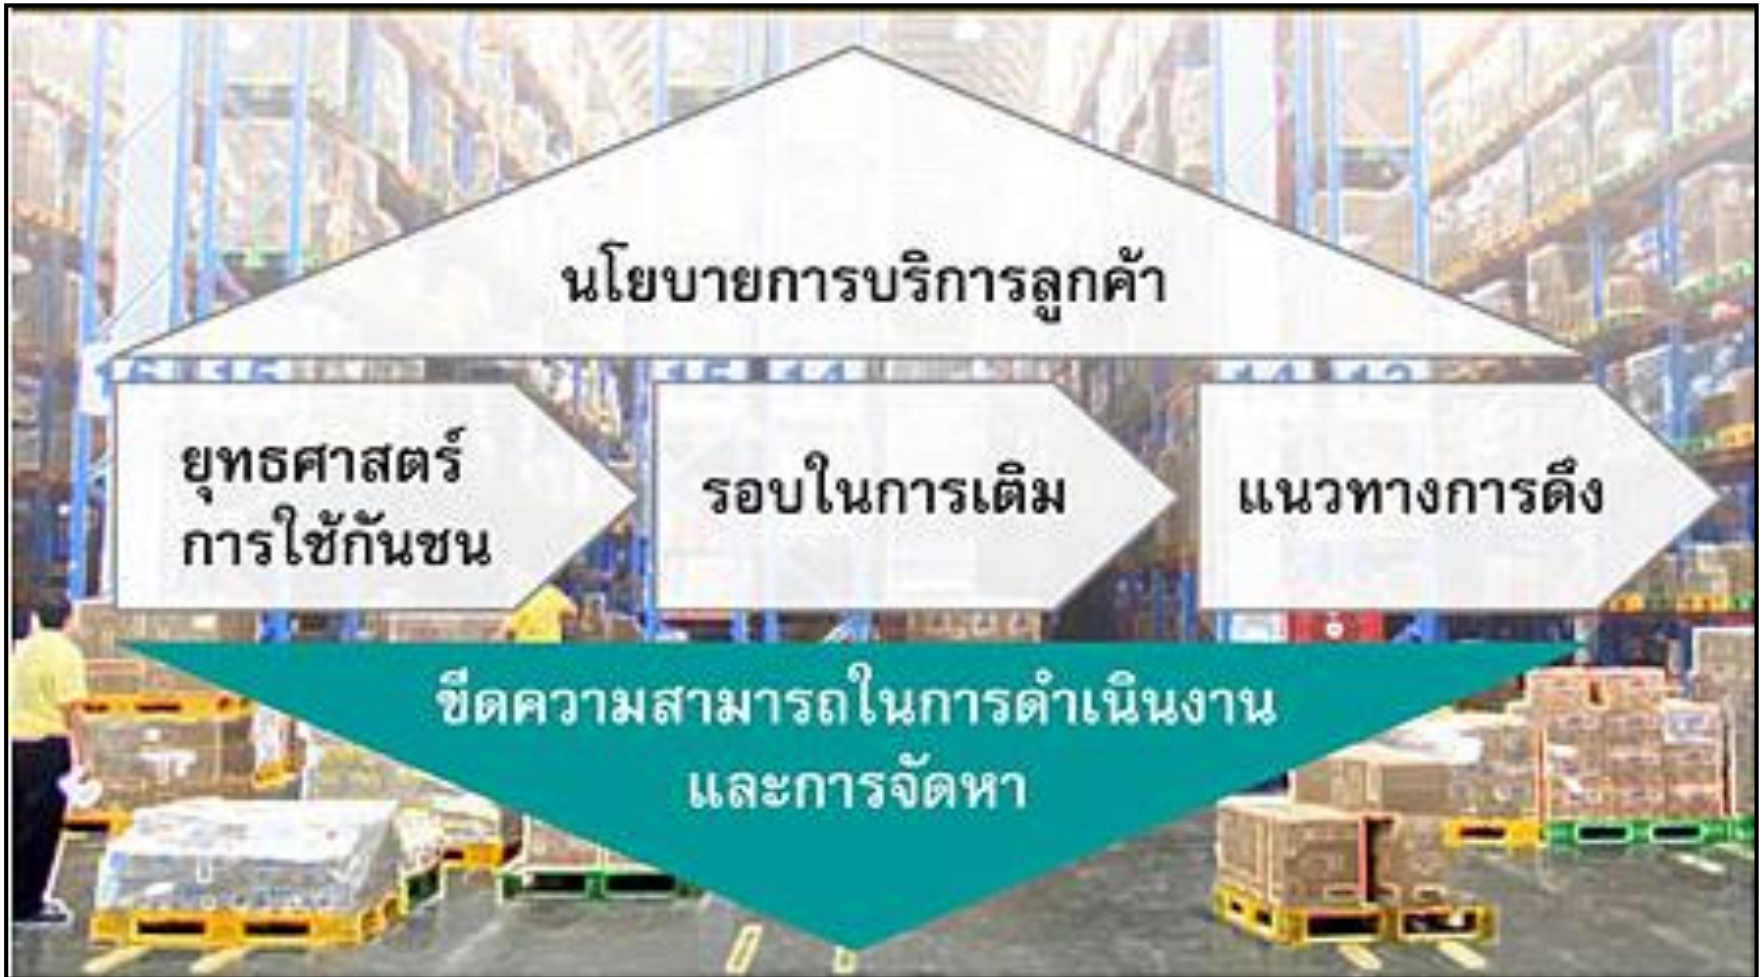 นโยบายการบริการลูกค้า
ยุทธศาสตร์
การใช้กันชน
รอบในการเติม
แนวทางการดึง
ขีดความสามารถในการดำเนินงาน
และการจัดหา